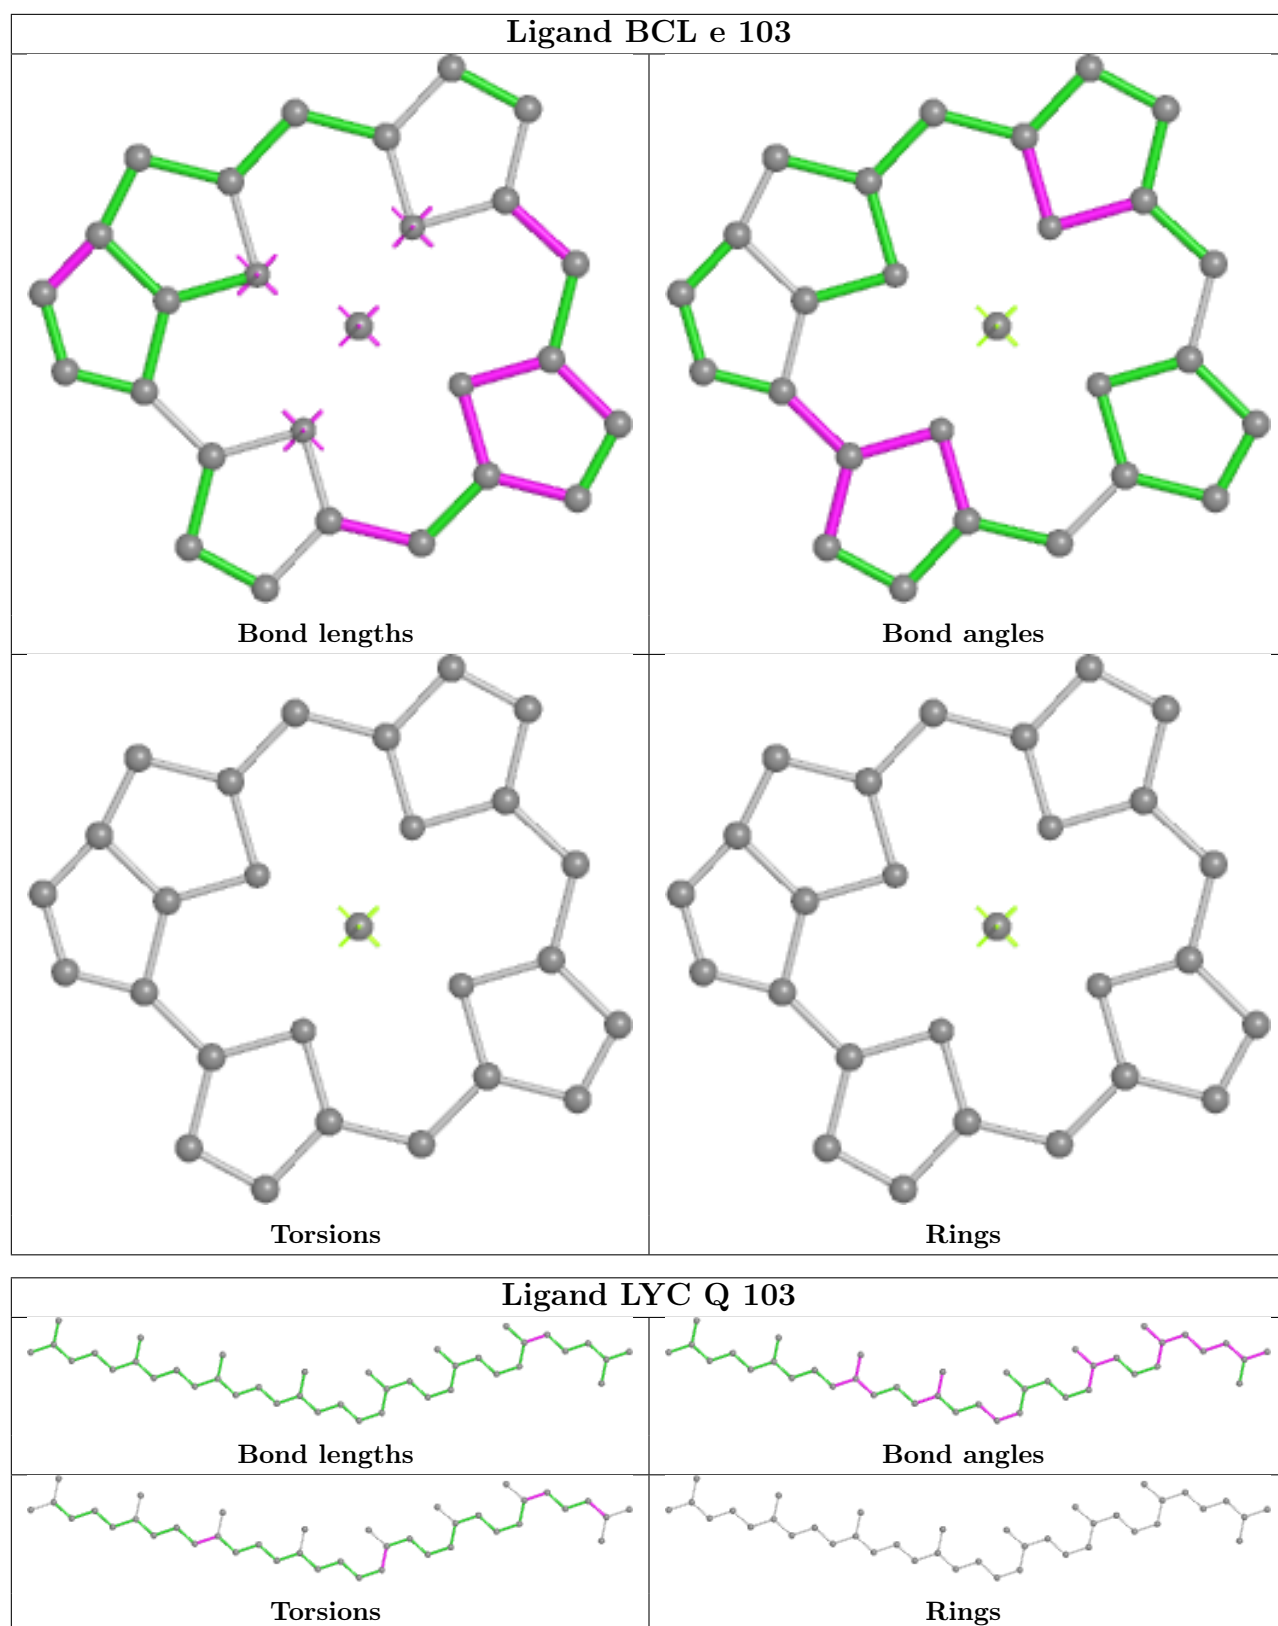 Ligand BCL e 103
Bond lengths
Bond angles
Torsions
Rings
Ligand LYC Q 103
Bond lengths
Bond angles
Torsions
Rings